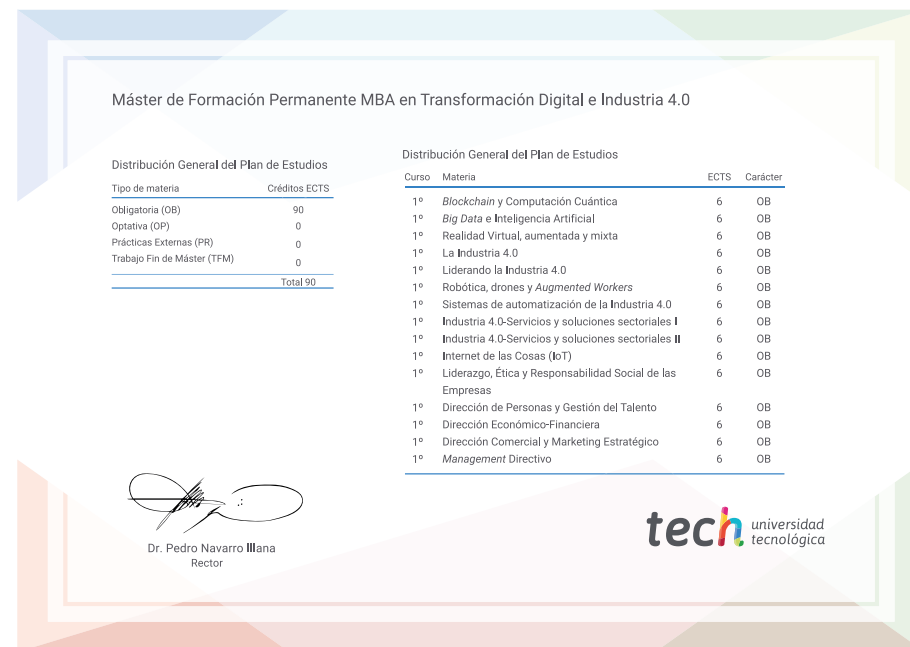 Máster de Formación Permanente MBA en Transformación Digital e Industria 4.0
Distribución General del Plan de Estudios
Tipo de materia Créditos ECTS
Obligatoria (OB) 90
Optativa (OP) 0
Prácticas Externas (PR) 0
Trabajo Fin de Máster (TFM) 0
Total 90
Distribución General del Plan de Estudios
Curso Materia ECTS Carácter
1º Blockchain y Computación Cuántica 6 OB
1º Big Data e Inteligencia Artificial 6 OB
1º Realidad Virtual, aumentada y mixta 6 OB
1º La Industria 4.0 6 OB
1º Liderando la Industria 4.0 6 OB
1º Robótica, drones y Augmented Workers 6 OB
1º Sistemas de automatización de la Industria 4.0 6 OB
1º Industria 4.0-Servicios y soluciones sectoriales I 6 OB
1º Industria 4.0-Servicios y soluciones sectoriales II 6 OB
1º Internet de las Cosas (IoT) 6 OB
1º Liderazgo, Ética y Responsabilidad Social de las 6 OB
Empresas
1º Dirección de Personas y Gestión del Talento 6 OB
1º Dirección Económico-Financiera 6 OB
1º Dirección Comercial y Marketing Estratégico 6 OB
1º Management Directivo 6 OB
Dr. Pedro Navarro Illana
Rector
tech universidad
tecnológica